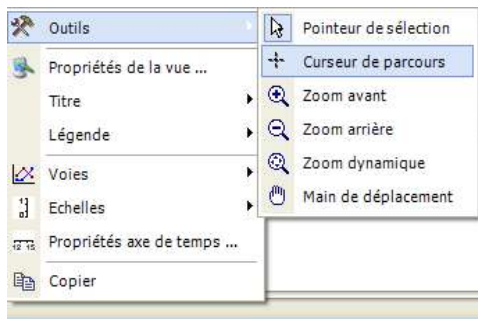 Outils
Propriétés de la vue ...
Titre
Légende
Voies
Echelles
Propriétés axe de temps ...
Copier
Pointeur de sélection
Curseur de parcours
Zoom avant
Zoom arrière
Zoom dynamique
Main de déplacement